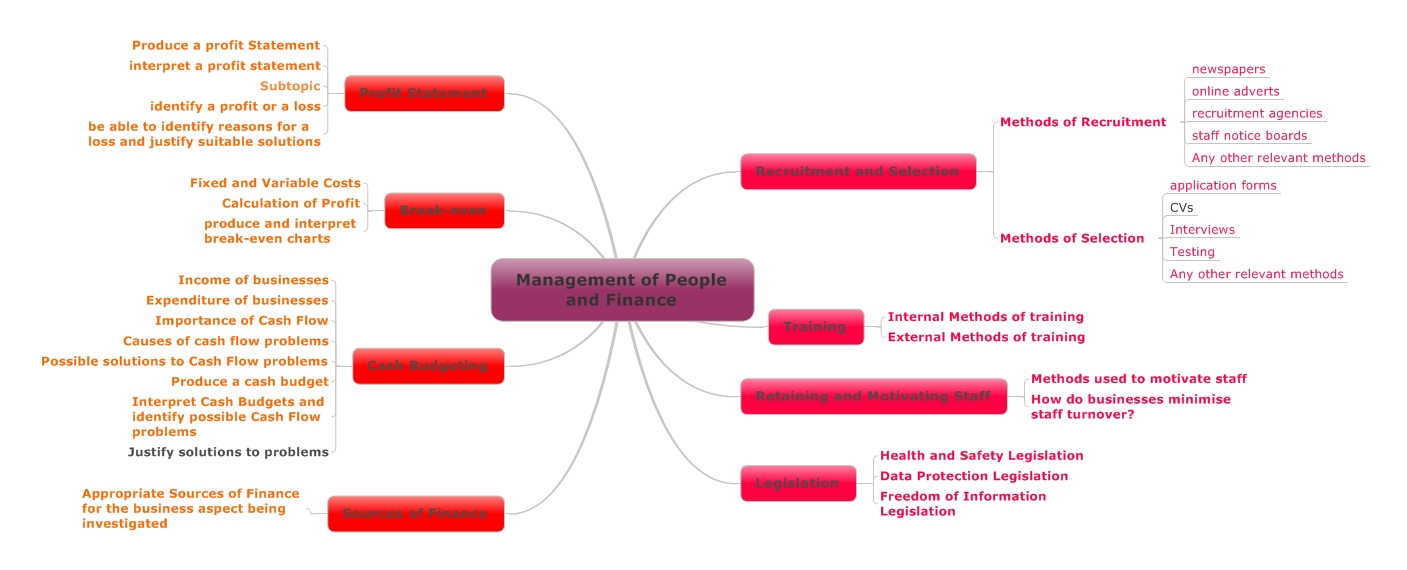 Management of People
and Finance
Recruitment and Selection
Methods of Recruitment
newspapers
online adverts
recruitment agencies
staff notice boards
Any other relevant methods
Methods of Selection
application forms
CVs
Interviews
Testing
Any other relevant methods
Training
Internal Methods of training
External Methods of training
Retaining and Motivating Staff
Methods used to motivate staff
How do businesses minimise
staff turnover?
Legislation
Health and Safety Legislation
Data Protection Legislation
Freedom of Information
Legislation
Profit Statement
Produce a profit Statement
interpret a profit statement
Subtopic
identify a profit or a loss
be able to identify reasons for a
loss and justify suitable solutions
Break-even
Fixed and Variable Costs
Calculation of Profit
produce and interpret
break-even charts
Cash Budgeting
Income of businesses
Expenditure of businesses
Importance of Cash Flow
Causes of cash flow problems
Possible solutions to Cash Flow problems
Produce a cash budget
Interpret Cash Budgets and
identify possible Cash Flow
problems
Justify solutions to problems
Sources of Finance
Appropriate Sources of Finance
for the business aspect being
investigated